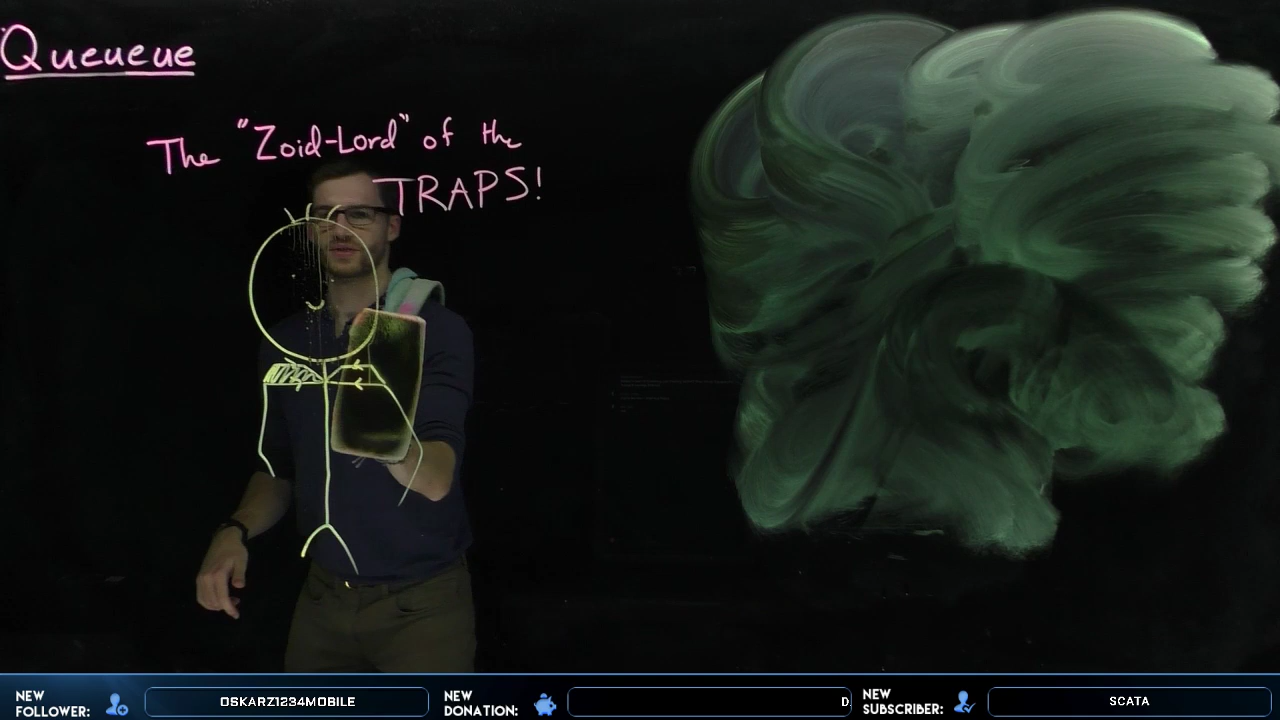 Queueue
The "Zoid-Lord" of the
TRAPS!
NEW FOLLOWER:
OSKARZ1234MOBILE
NEW DONATION:
D
NEW SUBSCRIBER:
SCATA